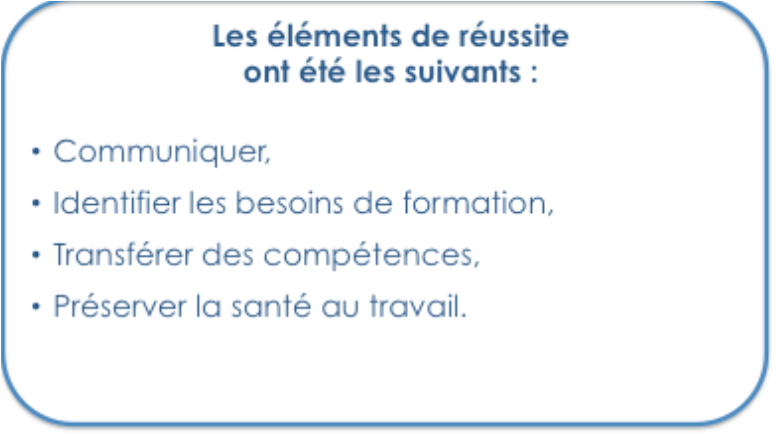 Les éléments de réussite
ont été les suivants :
• Communiquer,
• Identifier les besoins de formation,
• Transférer des compétences,
• Préserver la santé au travail.